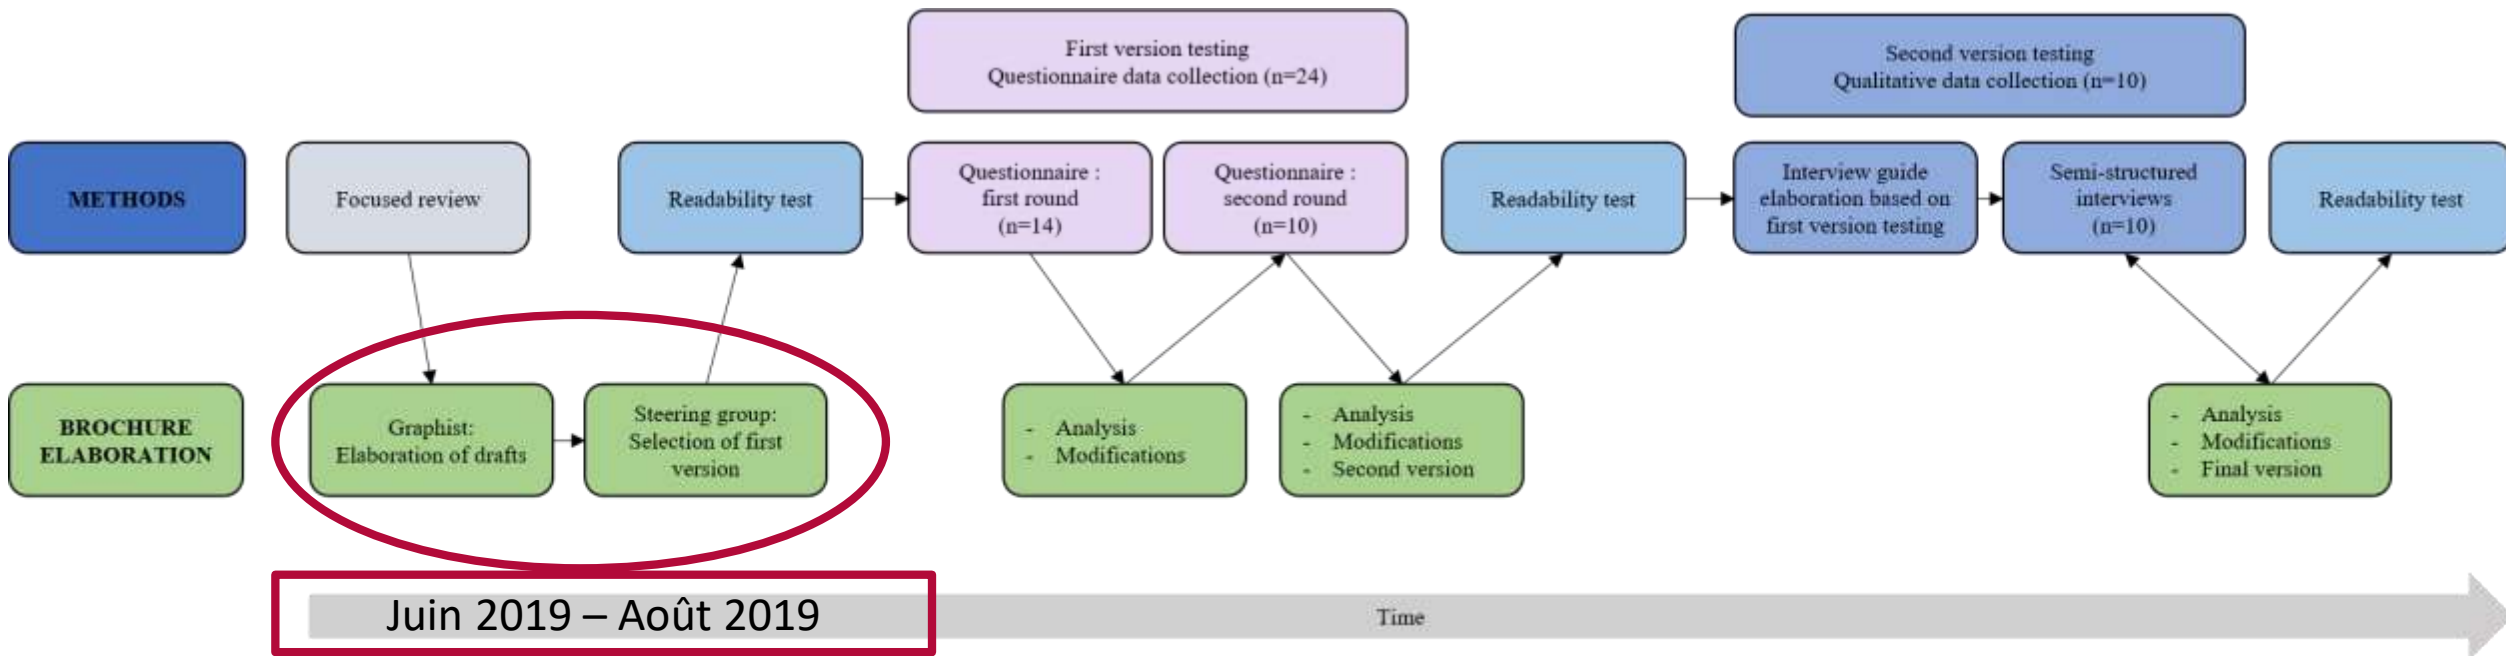 First version testing
Questionnaire data collection (n=24)
Second version testing
Qualitative data collection (n=10)
METHODS
Focused review
Readability test
Questionnaire :
first round
(n=14)
Questionnaire :
second round
(n=10)
Readability test
Interview guide
elaboration based on
first version testing
Semi-structured
interviews
(n=10)
Readability test
BROCHURE
ELABORATION
Graphist:
Elaboration of drafts
Steering group:
Selection of first
version
- Analysis
- Modifications
- Analysis
- Modifications
- Second version
- Analysis
- Modifications
- Final version
Juin 2019 – Août 2019
Time